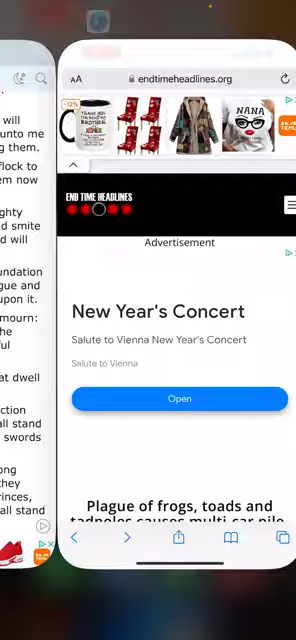 will
unto me
g them.
flock to
em now
ghty
nd smite
d will
undation
gue and
upon it.
mourn:
he
ul
at dwell
ction
all stand
swords
ong
they
rinces,
all stand
AA
endtimeheadlines.org
-12%
NANA
END TIME HEADLINES
Advertisement
New Year's Concert
Salute to Vienna New Year's Concert
Salute to Vienna
Open
Plague of frogs, toads and
tadpoles causes multi-car pile